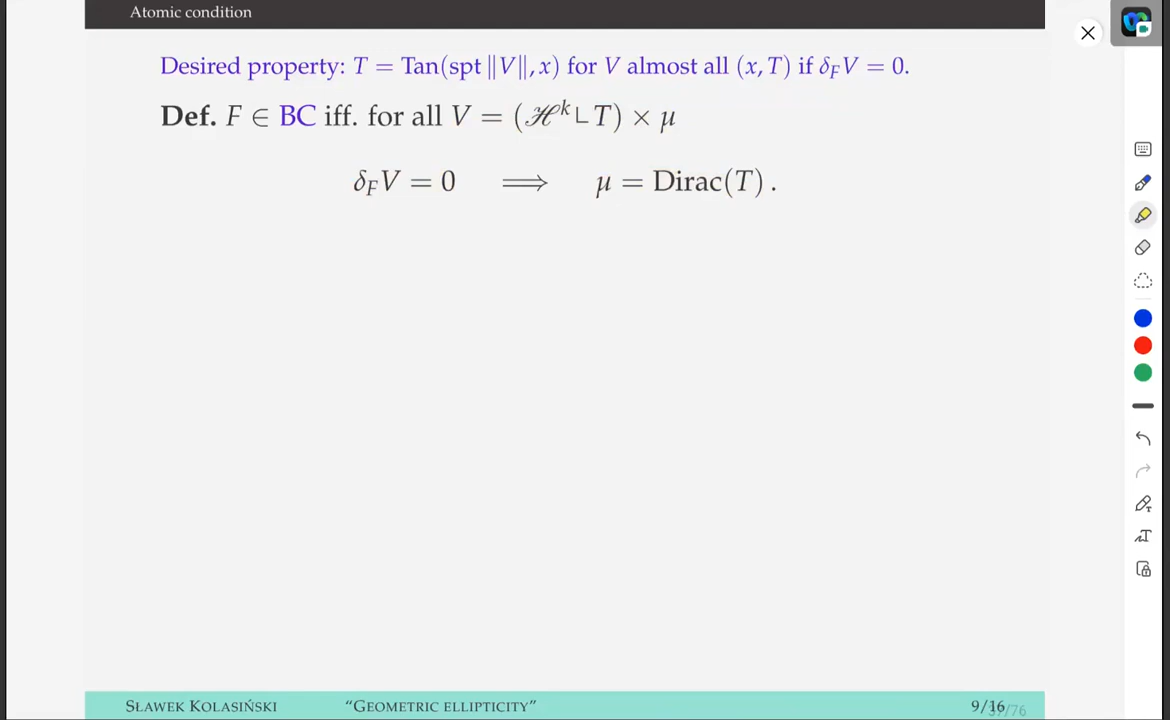 Atomic condition
Desired property: T = Tan(spt ‖V‖, x) for V almost all (x, T) if δ_F V = 0.
Def. F ∈ BC iff. for all V = (ℋ^k ⌞ T) × μ
δ_F V = 0 ⟹ μ = Dirac(T) .
SŁAWEK KOLASIŃSKI "GEOMETRIC ELLIPTICITY" 9/16